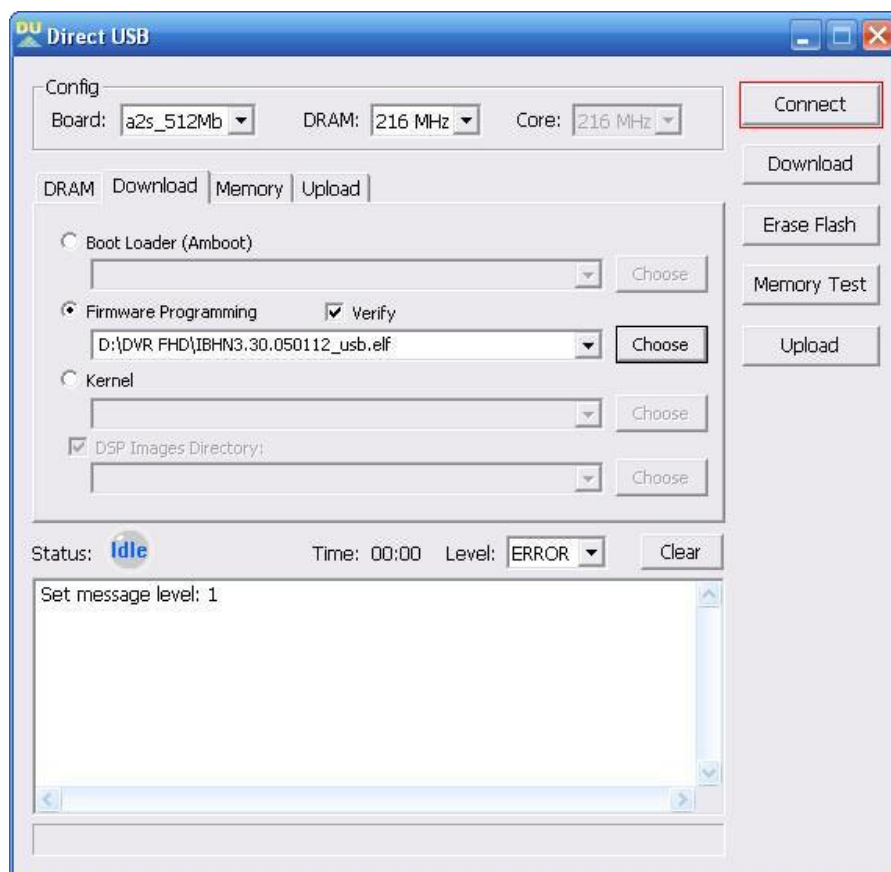 DU Direct USB
Config
Board: a2s_512Mb DRAM: 216 MHz Core: 216 MHz
Connect
Download
Erase Flash
Memory Test
Upload
DRAM Download Memory Upload
Boot Loader (Amboot)
Choose
Firmware Programming Verify
D:\DVR FHD\IBHN3.30.050112_usb.elf Choose
Kernel
Choose
DSP Images Directory:
Choose
Status: Idle Time: 00:00 Level: ERROR Clear
Set message level: 1